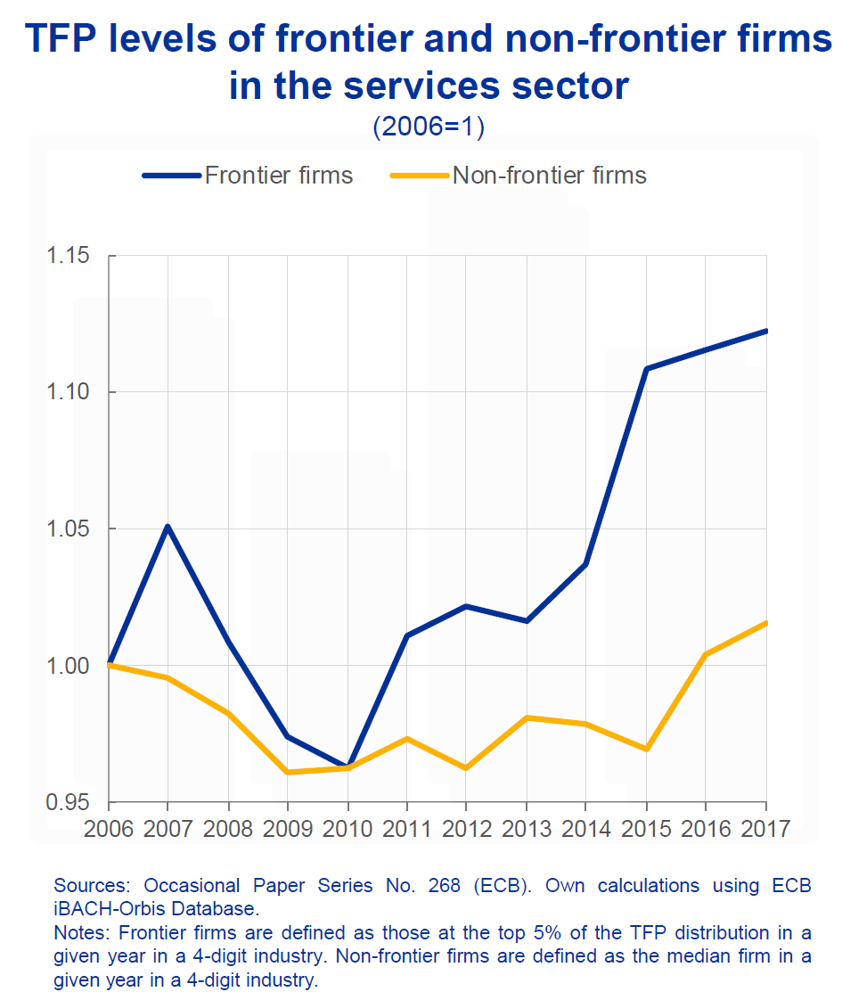 TFP levels of frontier and non-frontier firms
in the services sector
(2006=1)
Frontier firms Non-frontier firms
1.15
1.10
1.05
1.00
0.95
2006 2007 2008 2009 2010 2011 2012 2013 2014 2015 2016 2017
Sources: Occasional Paper Series No. 268 (ECB). Own calculations using ECB
iBACH-Orbis Database.
Notes: Frontier firms are defined as those at the top 5% of the TFP distribution in a
given year in a 4-digit industry. Non-frontier firms are defined as the median firm in a
given year in a 4-digit industry.